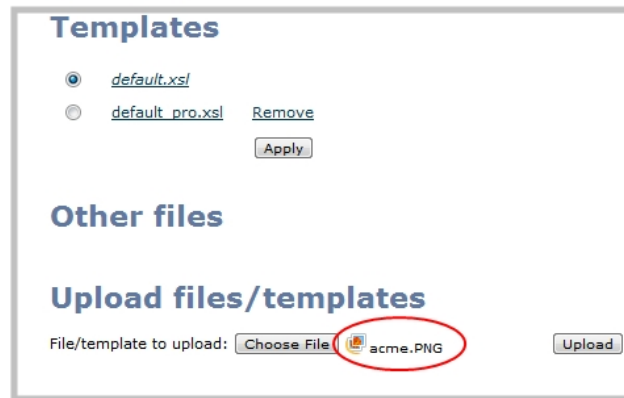 Templates
default.xsl
default_pro.xsl Remove
Apply
Other files
Upload files/templates
File/template to upload: Choose File acme.PNG Upload